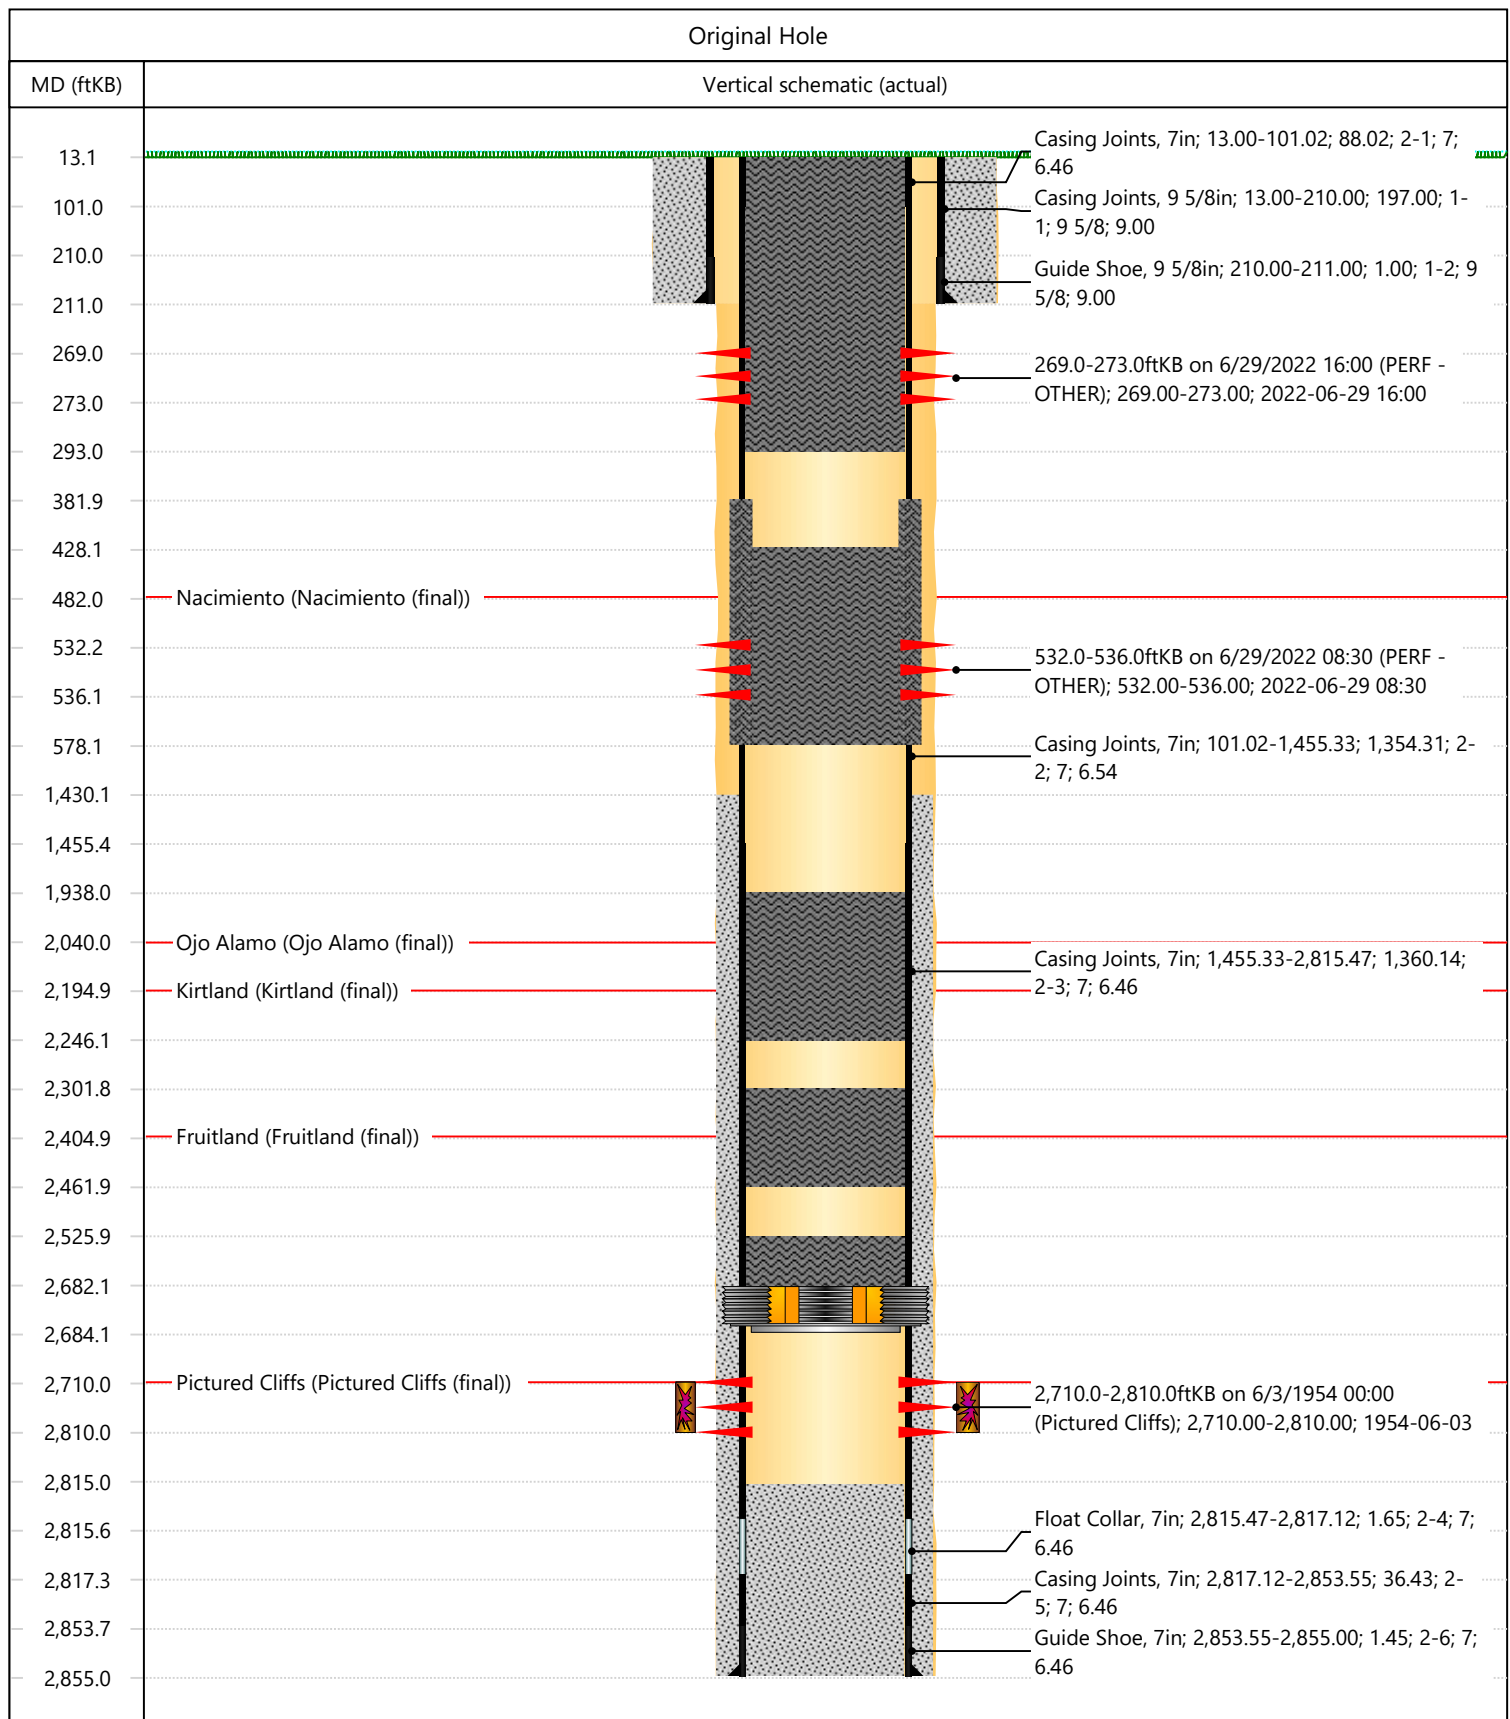 Original Hole
MD (ftKB)
Vertical schematic (actual)
Casing Joints, 7in; 13.00-101.02; 88.02; 2-1; 7;
6.46
13.1
Casing Joints, 9 5/8in; 13.00-210.00; 197.00; 1-
1; 9 5/8; 9.00
101.0
210.0
Guide Shoe, 9 5/8in; 210.00-211.00; 1.00; 1-2; 9
5/8; 9.00
211.0
269.0
269.0-273.0ftKB on 6/29/2022 16:00 (PERF -
OTHER); 269.00-273.00; 2022-06-29 16:00
273.0
293.0
381.9
428.1
482.0
Nacimiento (Nacimiento (final))
532.2
532.0-536.0ftKB on 6/29/2022 08:30 (PERF -
OTHER); 532.00-536.00; 2022-06-29 08:30
536.1
578.1
Casing Joints, 7in; 101.02-1,455.33; 1,354.31; 2-
2; 7; 6.54
1,430.1
1,455.4
1,938.0
2,040.0
Ojo Alamo (Ojo Alamo (final))
Casing Joints, 7in; 1,455.33-2,815.47; 1,360.14;
2-3; 7; 6.46
2,194.9
Kirtland (Kirtland (final))
2,246.1
2,301.8
2,404.9
Fruitland (Fruitland (final))
2,461.9
2,525.9
2,682.1
2,684.1
2,710.0
Pictured Cliffs (Pictured Cliffs (final))
2,710.0-2,810.0ftKB on 6/3/1954 00:00
(Pictured Cliffs); 2,710.00-2,810.00; 1954-06-03
2,810.0
2,815.0
2,815.6
Float Collar, 7in; 2,815.47-2,817.12; 1.65; 2-4; 7;
6.46
2,817.3
Casing Joints, 7in; 2,817.12-2,853.55; 36.43; 2-
5; 7; 6.46
2,853.7
Guide Shoe, 7in; 2,853.55-2,855.00; 1.45; 2-6; 7;
6.46
2,855.0